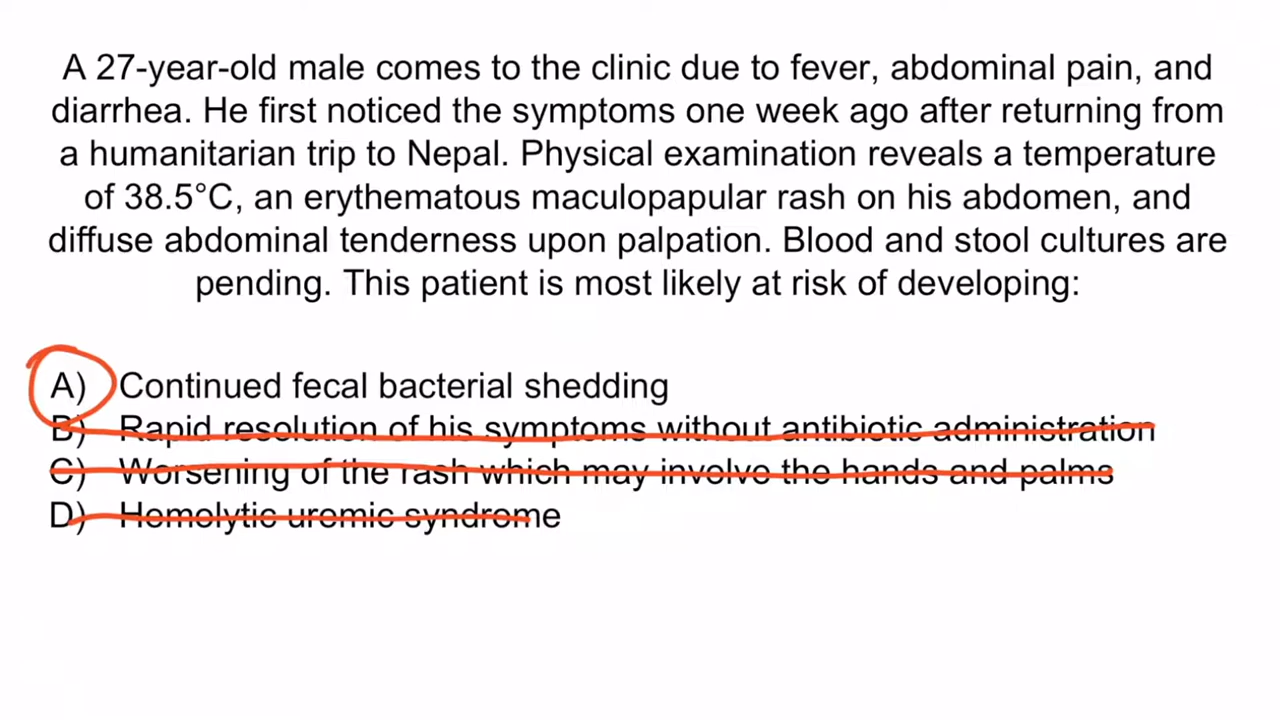 A 27-year-old male comes to the clinic due to fever, abdominal pain, and
diarrhea. He first noticed the symptoms one week ago after returning from
a humanitarian trip to Nepal. Physical examination reveals a temperature
of 38.5°C, an erythematous maculopapular rash on his abdomen, and
diffuse abdominal tenderness upon palpation. Blood and stool cultures are
pending. This patient is most likely at risk of developing:
A) Continued fecal bacterial shedding
B) Rapid resolution of his symptoms without antibiotic administration
C) Worsening of the rash which may involve the hands and palms
D) Hemolytic uremic syndrome